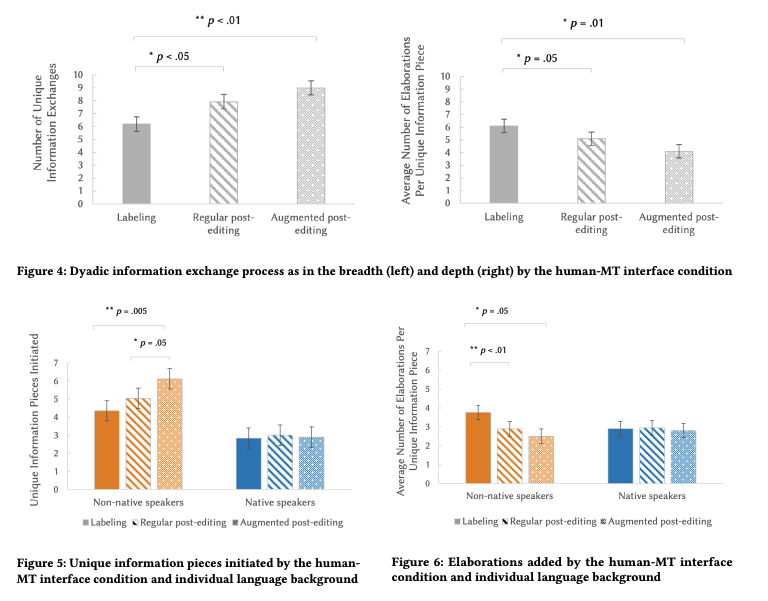 ** p < .01
* p < .05
Number of Unique
Information Exchanges
10
9
8
7
6
5
4
3
2
1
0
Labeling
Regular post-
editing
Augmented post-
editing
* p = .01
* p = .05
Average Number of Elaborations
Per Unique Information Piece
10
9
8
7
6
5
4
3
2
1
0
Labeling
Regular post-
editing
Augmented post-
editing
Figure 4: Dyadic information exchange process as in the breadth (left) and depth (right) by the human-MT interface condition
** p = .005
* p = .05
Unique Information Pieces Initiated
7
6
5
4
3
2
1
0
Non-native speakers
Native speakers
Labeling
Regular post-editing
Augmented post-editing
Figure 5: Unique information pieces initiated by the human-
MT interface condition and individual language background
* p = .05
** p < .01
Average Number of Elaborations Per
Unique Information Piece
7
6
5
4
3
2
1
0
Non-native speakers
Native speakers
Labeling
Regular post-editing
Augmented post-editing
Figure 6: Elaborations added by the human-MT interface
condition and individual language background